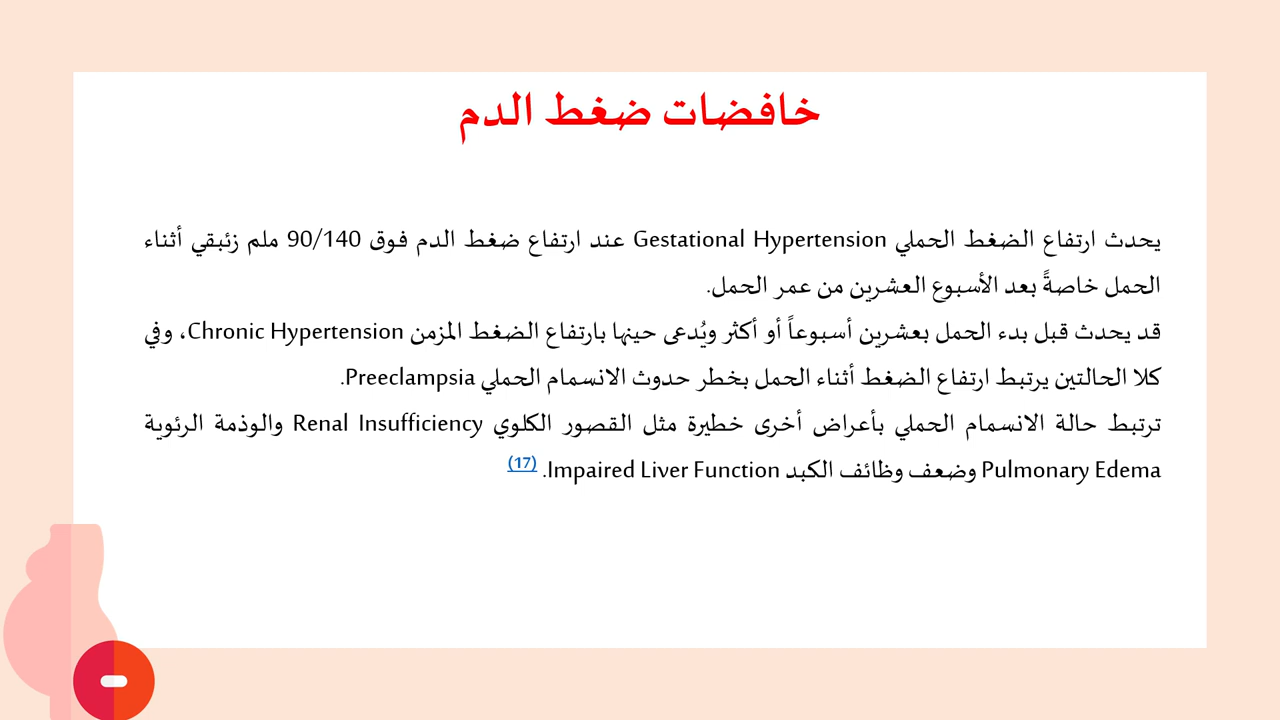 خافضات ضغط الدم
يحدث ارتفاع الضغط الحملي Gestational Hypertension عند ارتفاع ضغط الدم فوق 90/140 ملم زئبقي أثناء
الحمل خاصةً بعد الأسبوع العشرين من عمر الحمل.
قد يحدث قبل بدء الحمل بعشرين أسبوعاً أو أكثر ويُدعى حينها بارتفاع الضغط المزمن Chronic Hypertension، وفي
كلا الحالتين يرتبط ارتفاع الضغط أثناء الحمل بخطر حدوث الانسمام الحملي Preeclampsia.
ترتبط حالة الانسمام الحملي بأعراض أخرى خطيرة مثل القصور الكلوي Renal Insufficiency والوذمة الرئوية
Pulmonary Edema وضعف وظائف الكبد Impaired Liver Function. (17)